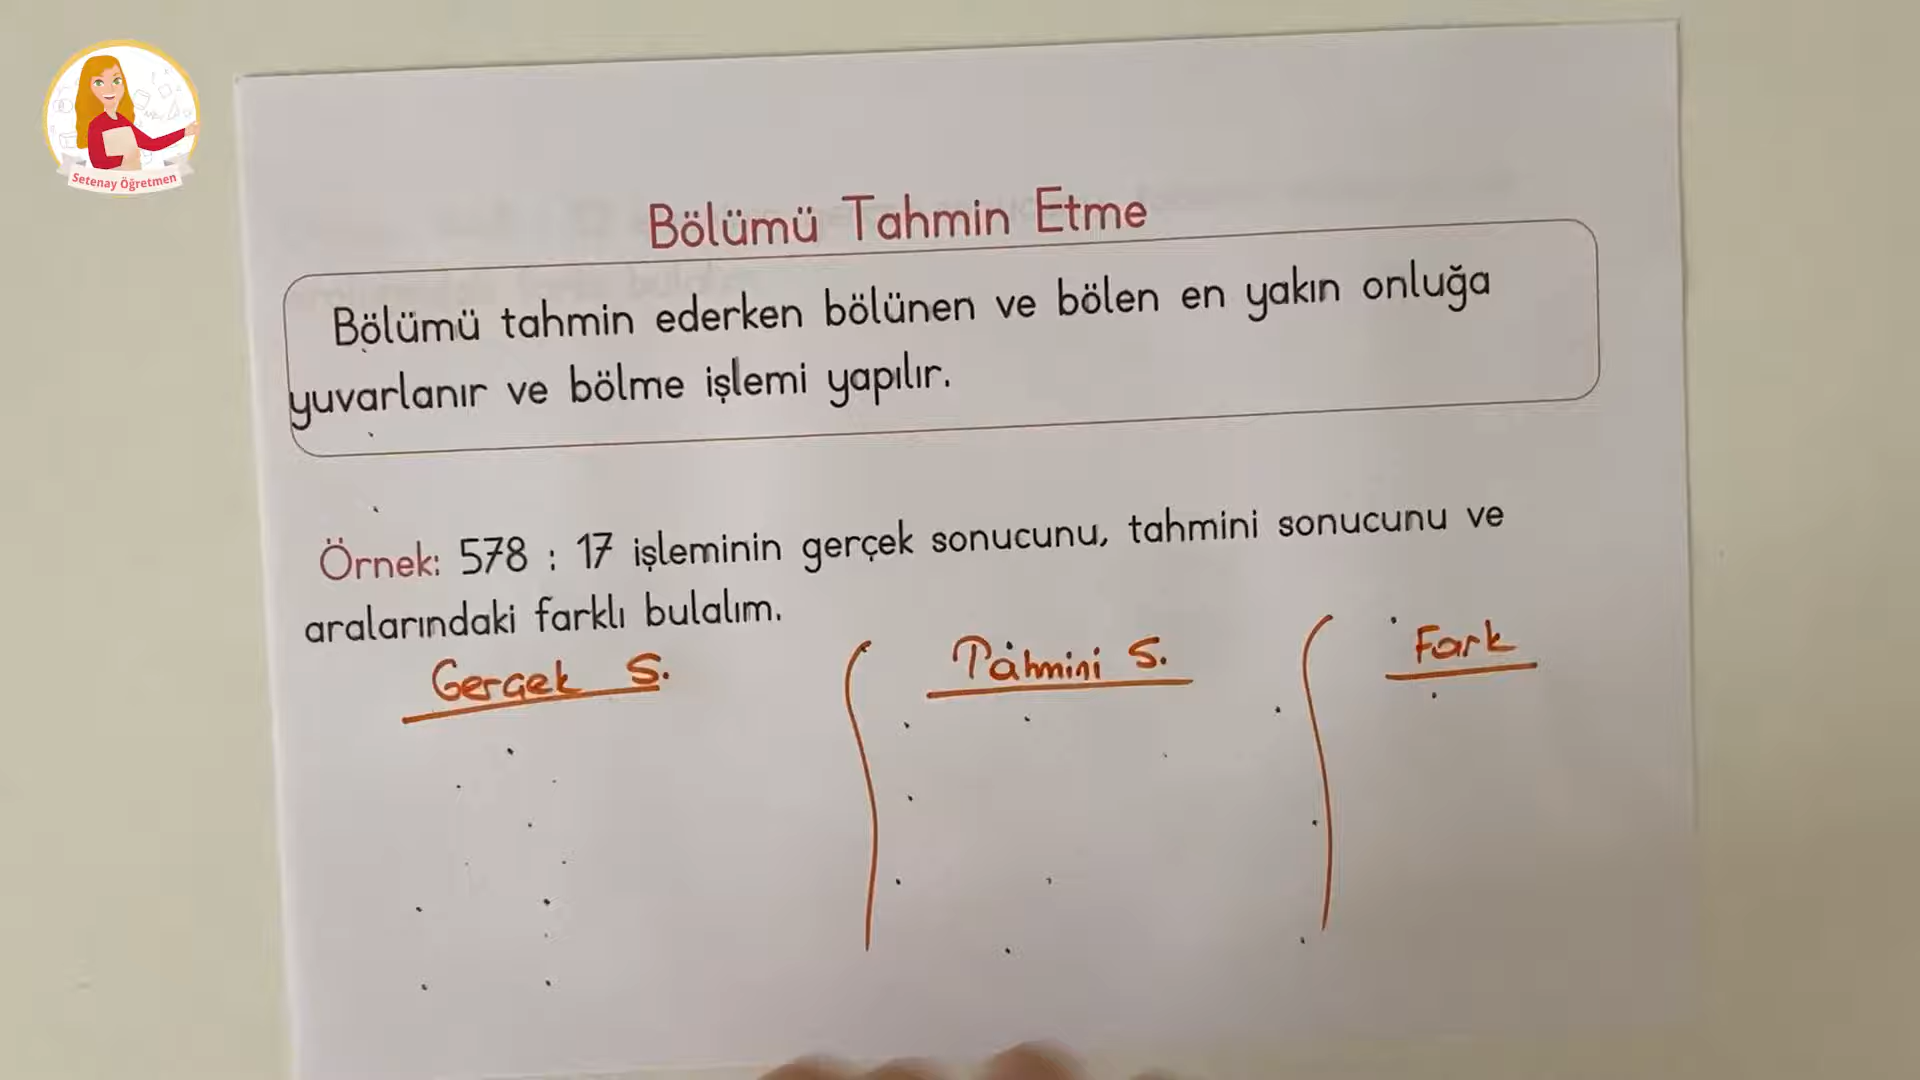 Setenay Öğretmen
Bölümü Tahmin Etme
Bölümü tahmin ederken bölünen ve bölen en yakın onluğa
yuvarlanır ve bölme işlemi yapılır.
Örnek: 578 : 17 işleminin gerçek sonucunu, tahmini sonucunu ve
aralarındaki farklı bulalım.
Gerçek S.
Tahmini S.
Fark